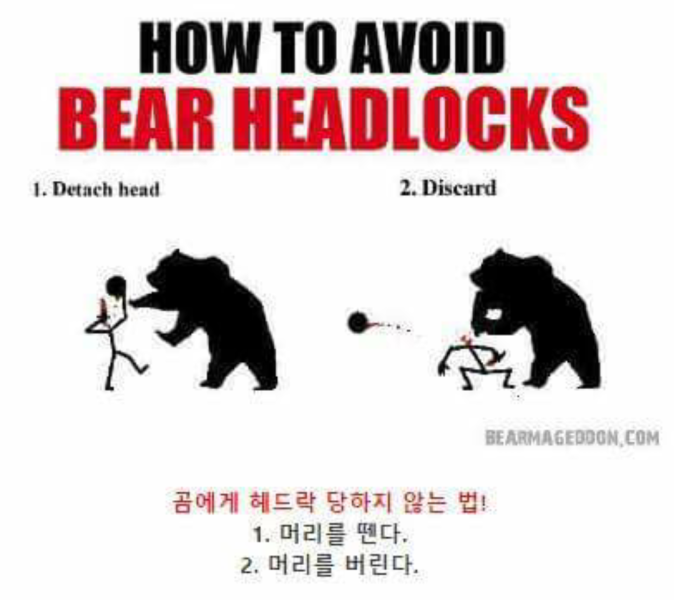 HOW TO AVOID
BEAR HEADLOCKS
1. Detach head
2. Discard
BEARMAGEDDON.COM
곰에게 헤드락 당하지 않는 법!
1. 머리를 뗀다.
2. 머리를 버린다.